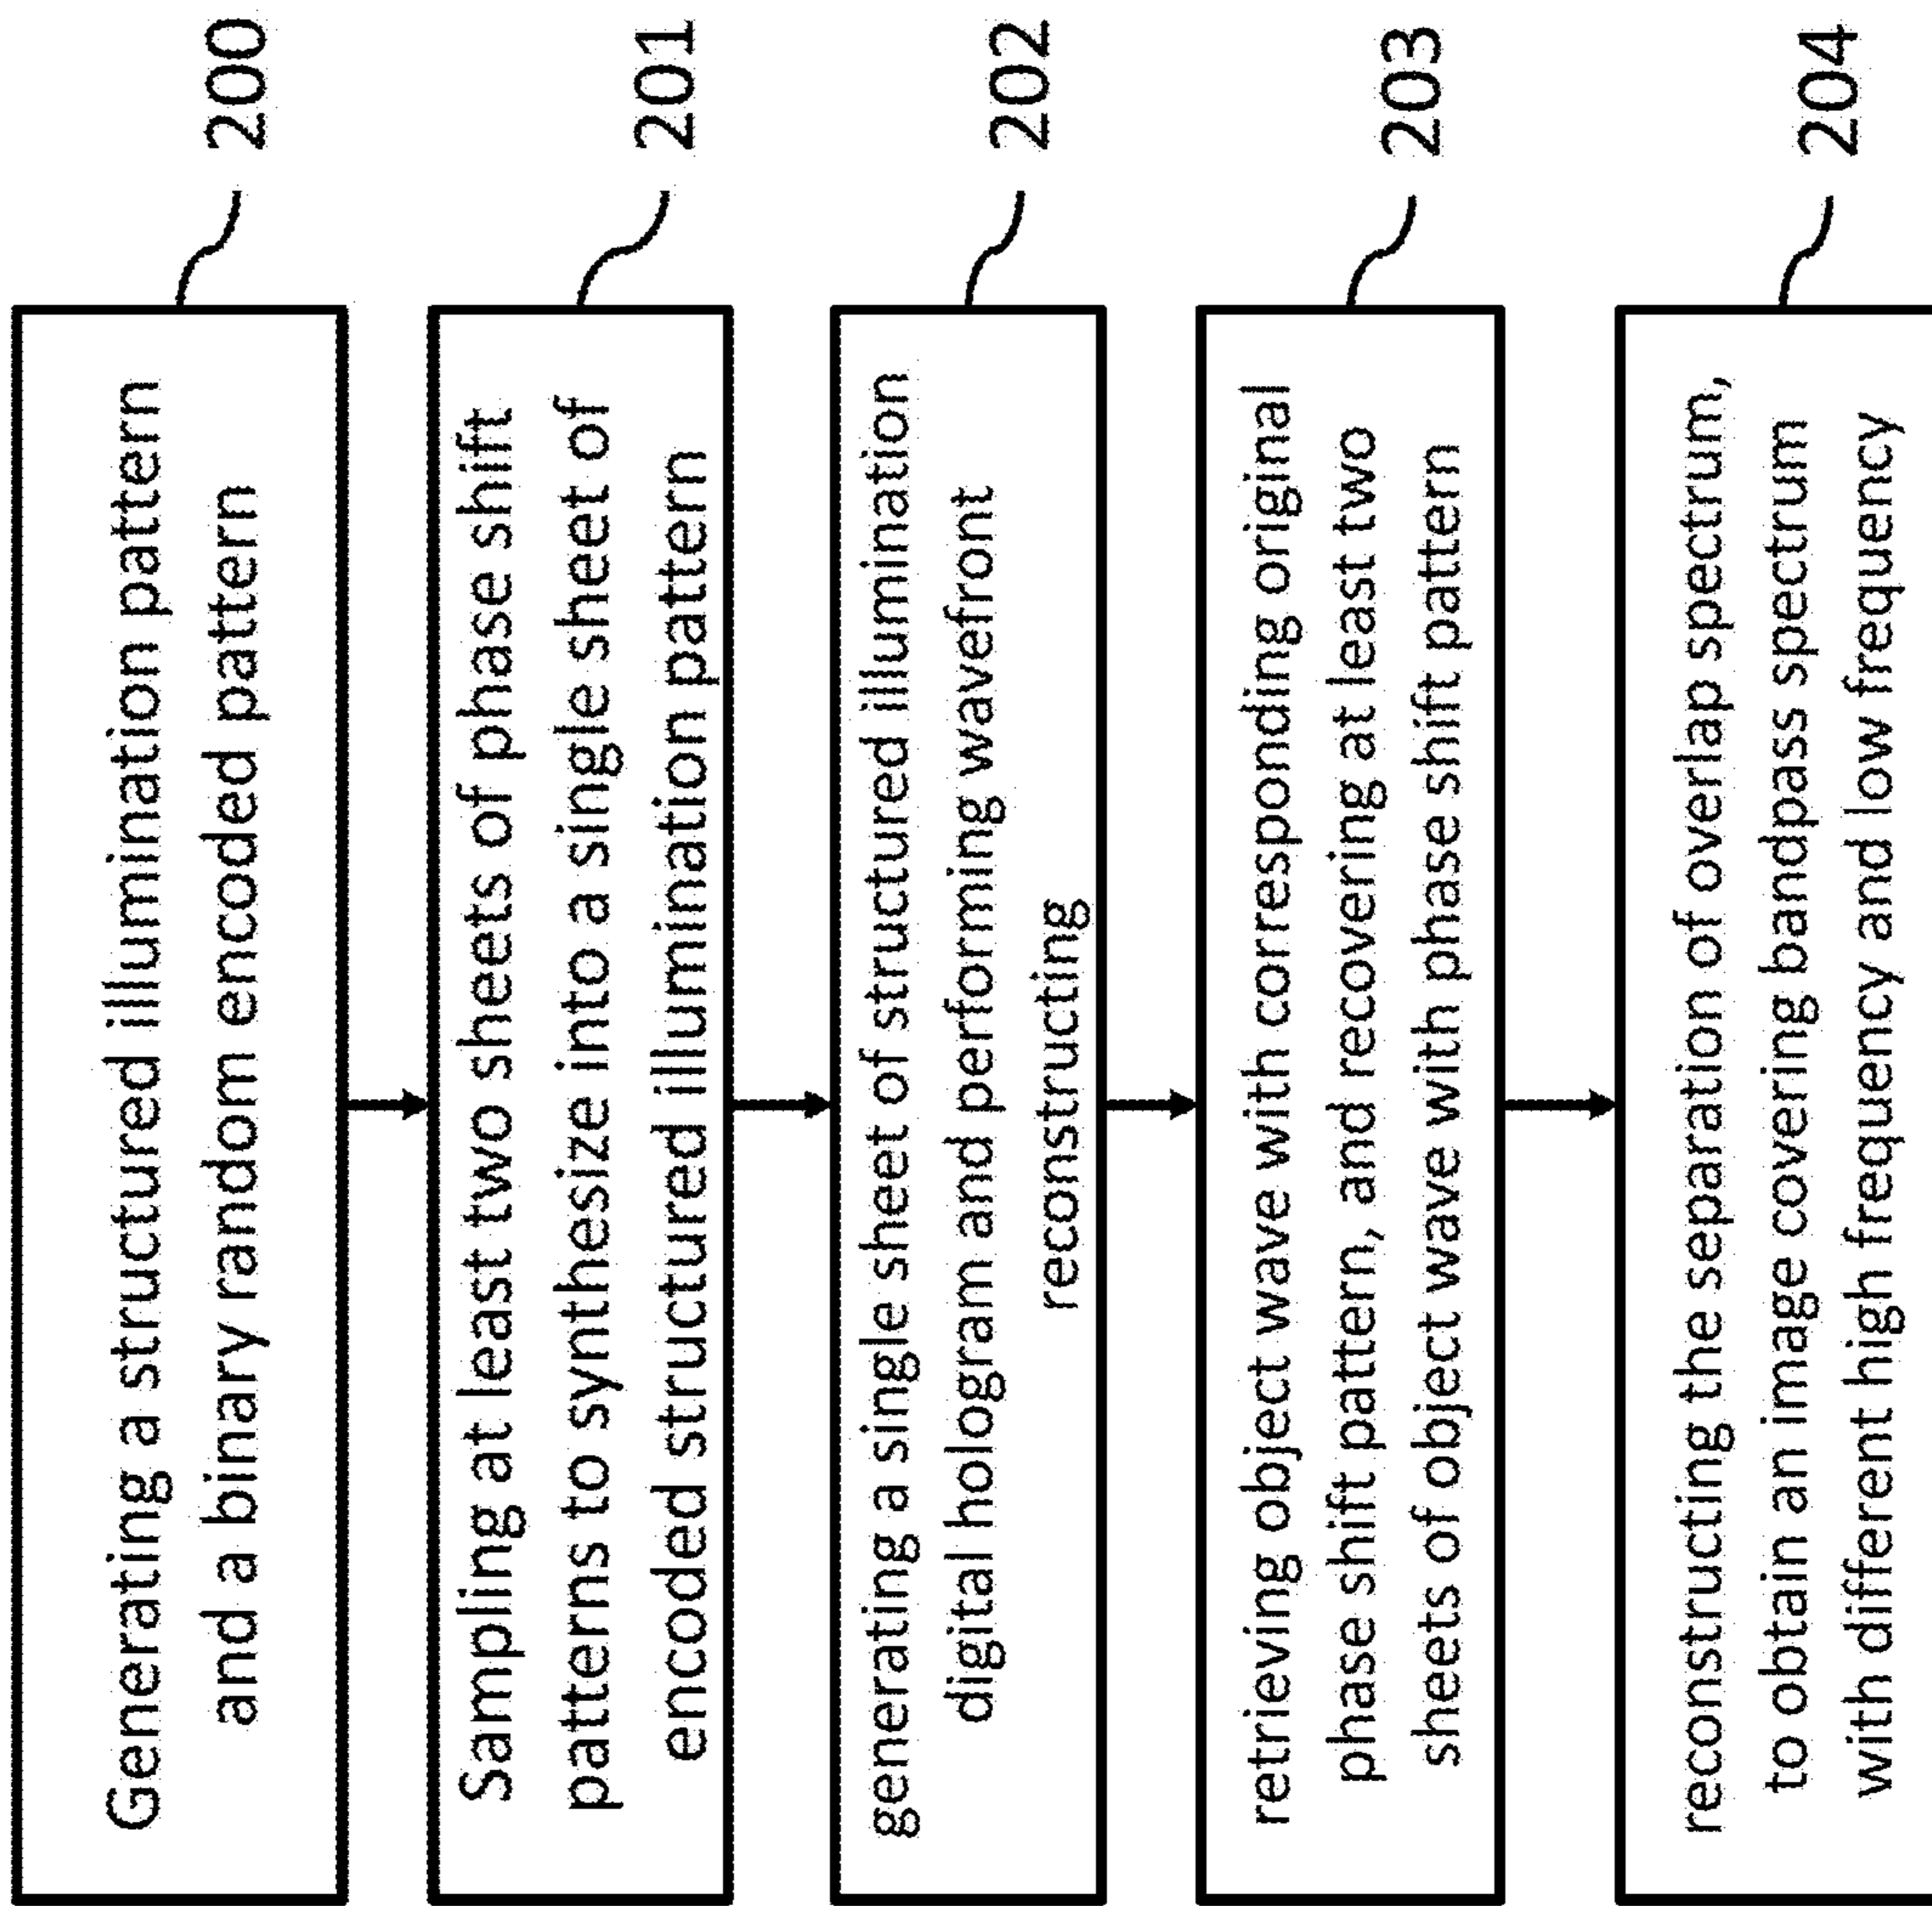 Generating a structured illumination pattern
and a binary random encoded pattern
200
Sampling at least two sheets of phase shift
patterns to synthesize into a single sheet of
encoded structured illumination pattern
201
generating a single sheet of structured illumination
digital hologram and performing wavefront
reconstructing
202
retrieving object wave with corresponding original
phase shift pattern, and recovering at least two
sheets of object wave with phase shift pattern
203
reconstructing the separation of overlap spectrum,
to obtain an image covering bandpass spectrum
with different high frequency and low frequency
204